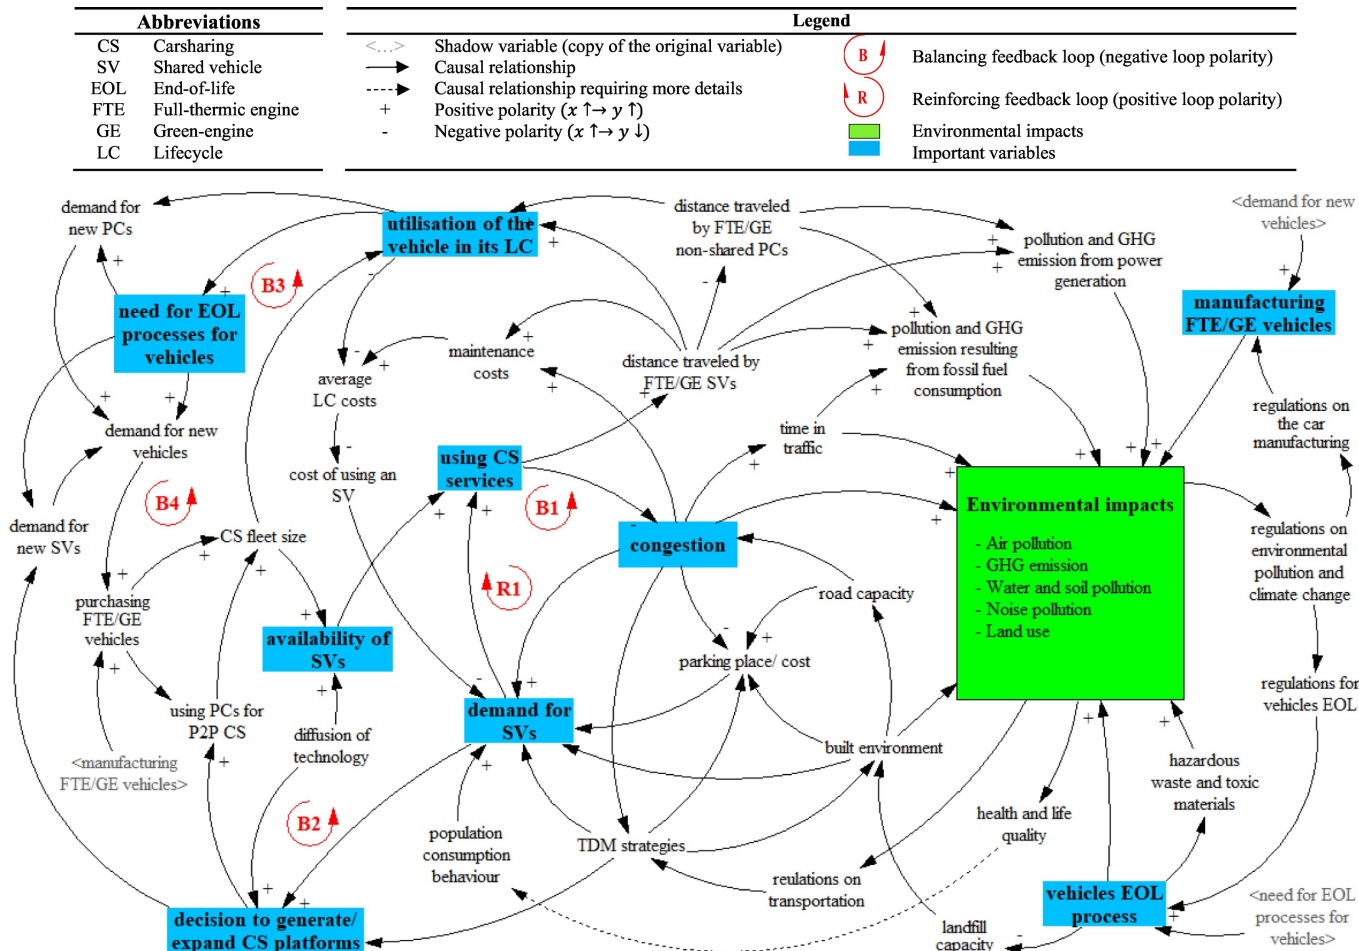 Abbreviations
CS Carsharing
SV Shared vehicle
EOL End-of-life
FTE Full-thermic engine
GE Green-engine
LC Lifecycle
Legend
<...> Shadow variable (copy of the original variable)
Causal relationship
Causal relationship requiring more details
+ Positive polarity (x ↑→ y ↑)
- Negative polarity (x ↑→ y ↓)
B Balancing feedback loop (negative loop polarity)
R Reinforcing feedback loop (positive loop polarity)
Environmental impacts
Important variables
demand for
new PCs
utilisation of the
vehicle in its LC
distance traveled
by FTE/GE
non-shared PCs
pollution and GHG
emission from power
generation
<demand for new
vehicles>
B3
need for EOL
processes for
vehicles
manufacturing
FTE/GE vehicles
maintenance
costs
distance traveled by
FTE/GE SVs
pollution and GHG
emission resulting
from fossil fuel
consumption
average
LC costs
regulations on
the car
manufacturing
demand for new
vehicles
time in
traffic
cost of using an
SV
using CS
services
B4
B1
demand for
new SVs
CS fleet size
congestion
Environmental impacts
- Air pollution
- GHG emission
- Water and soil pollution
- Noise pollution
- Land use
regulations on
environmental
pollution and
climate change
R1
purchasing
FTE/GE
vehicles
road capacity
availability of
SVs
parking place/ cost
using PCs for
P2P CS
demand for
SVs
regulations for
vehicles EOL
diffusion of
technology
built environment
<manufacturing
FTE/GE vehicles>
hazardous
waste and toxic
materials
B2
population
consumption
behaviour
TDM strategies
health and life
quality
reulations on
transportation
decision to generate/
expand CS platforms
vehicles EOL
process
<need for EOL
processes for
vehicles>
landfill
capacity